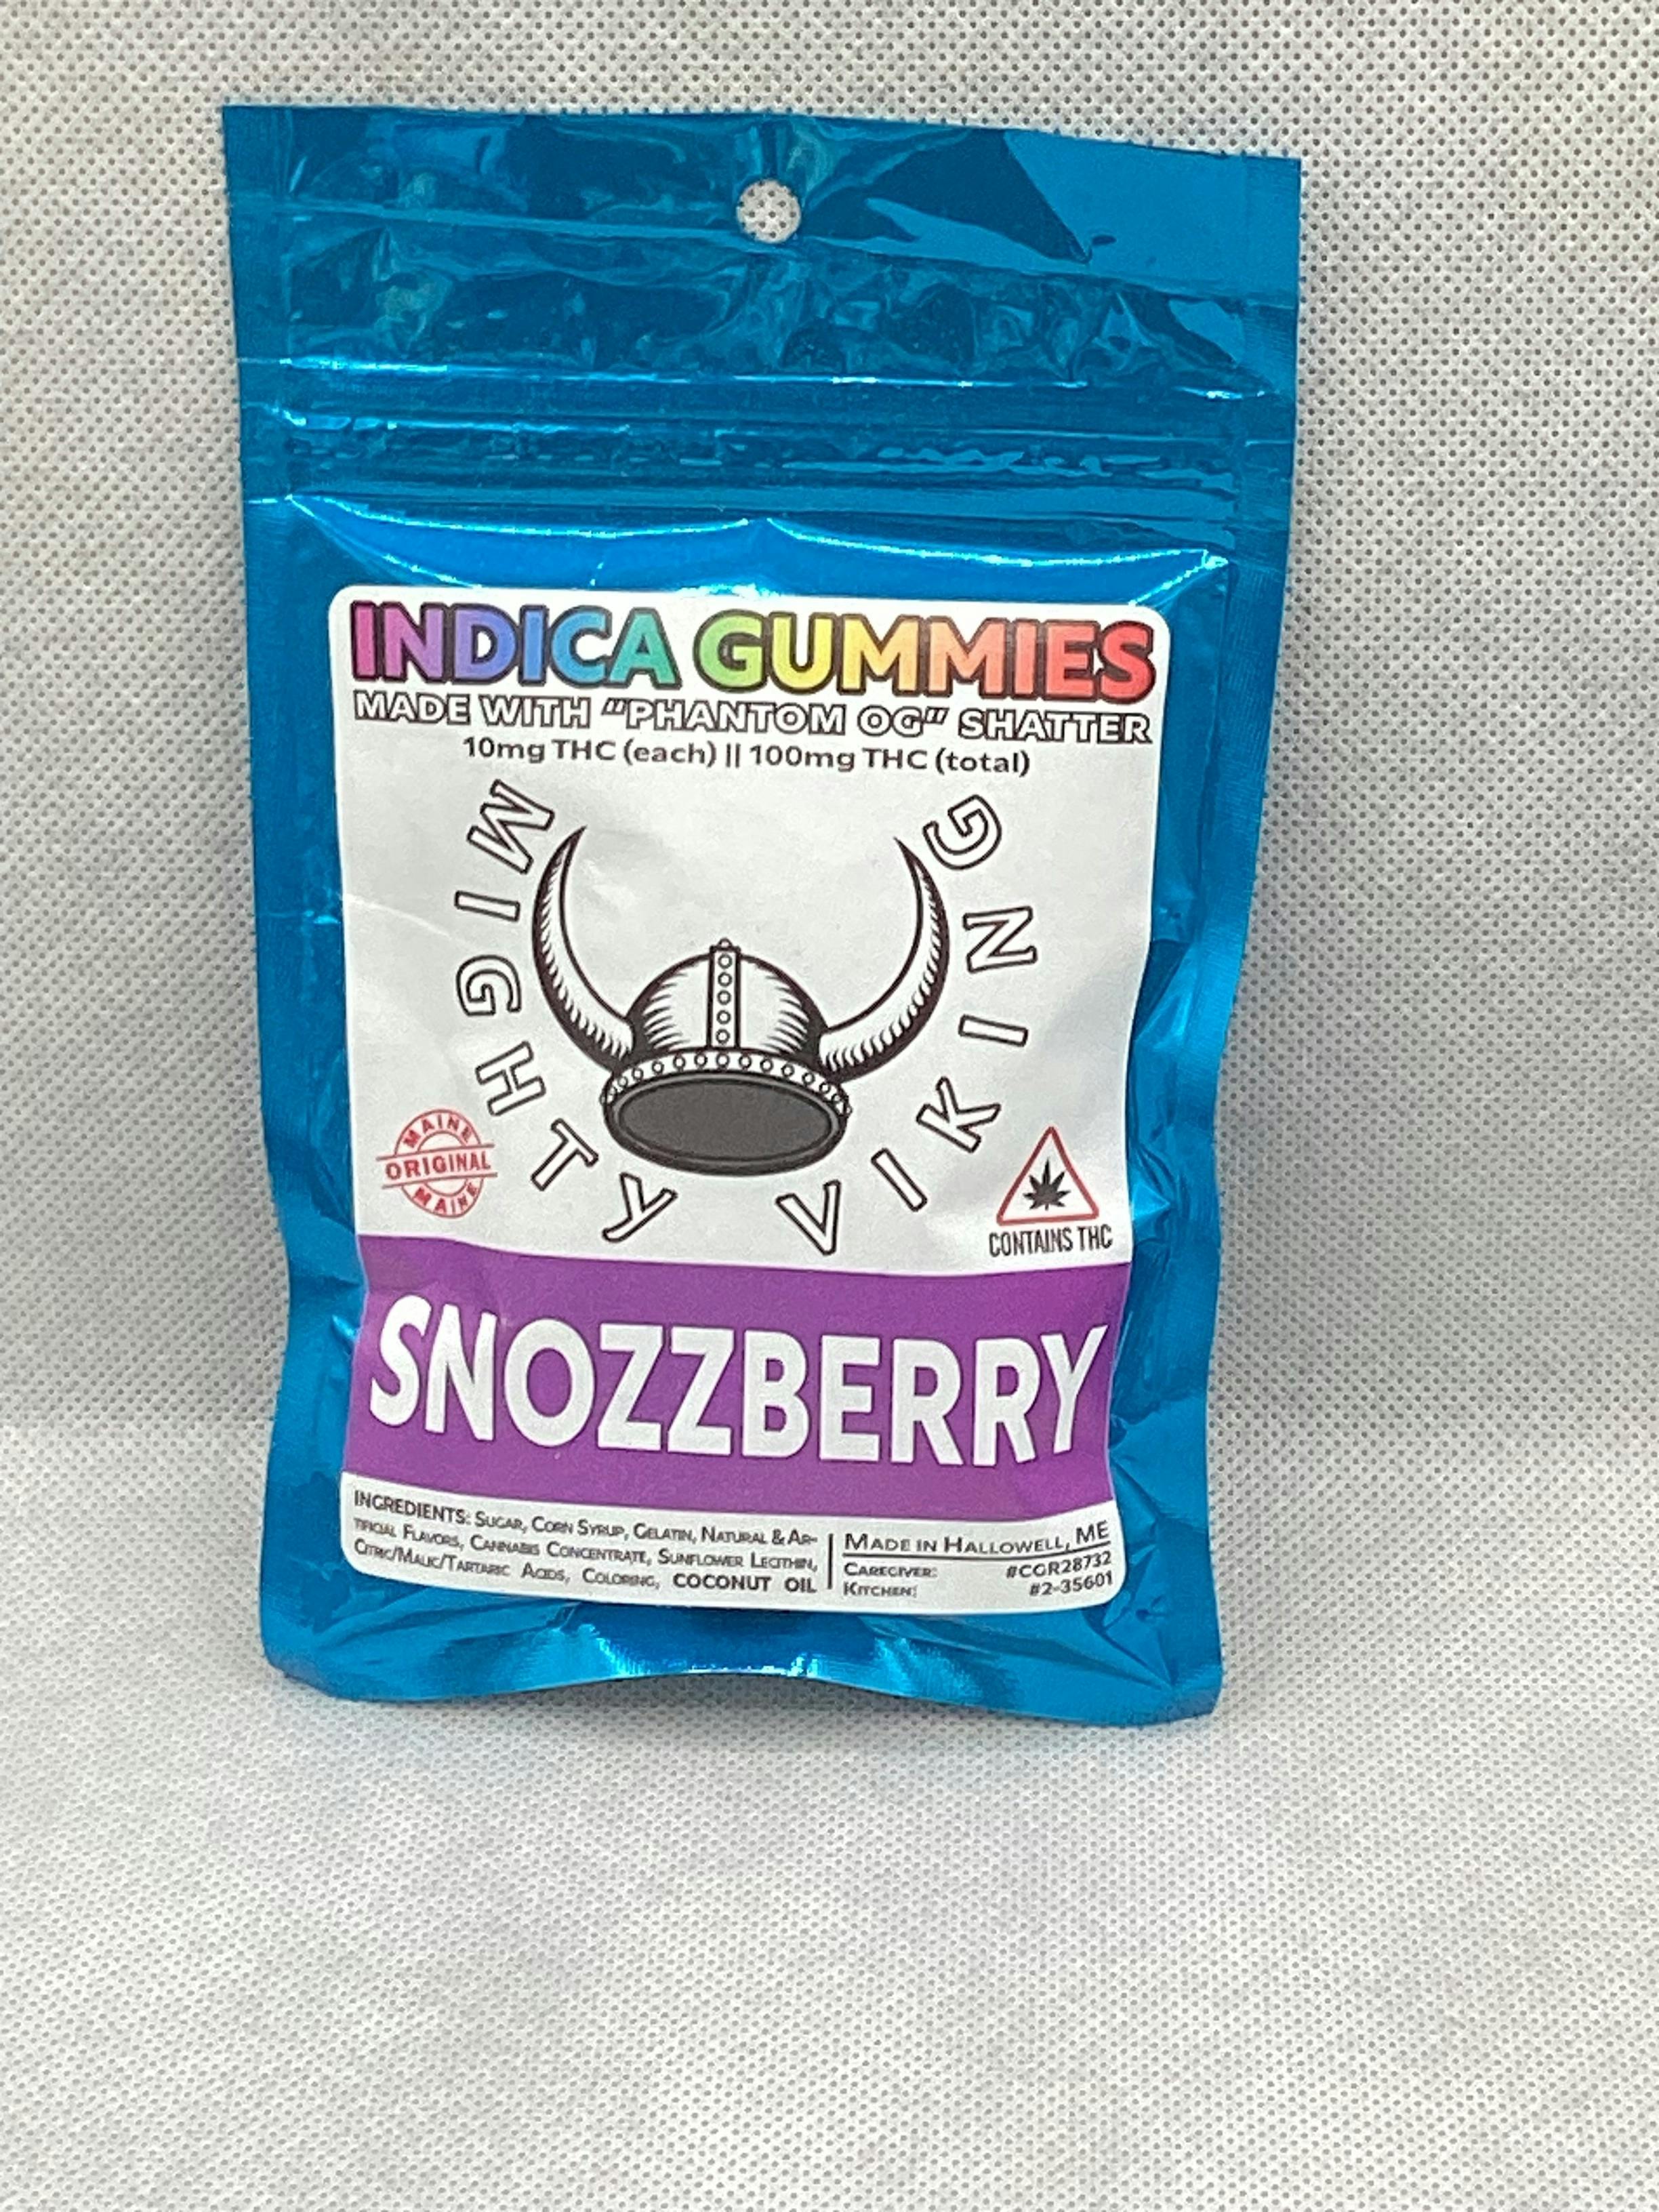 INDICA GUMMIES
MADE WITH "PHANTOM OG" SHATTER
10mg THC (each) || 100mg THC (total)
MIGHTY VIKING
MAINE
ORIGINAL
MAINE
CONTAINS THC
SNOZZBERRY
INGREDIENTS: SUGAR, CORN SYRUP, GELATIN, NATURAL & AR-
TIFICIAL FLAVORS, CANNABIS CONCENTRATE, SUNFLOWER LECITHIN,
CITRIC/MALIC/TARTARIC ACIDS, COLORING, COCONUT OIL
MADE IN HALLOWELL, ME
CAREGIVER: #CGR28732
KITCHEN: #2-35601